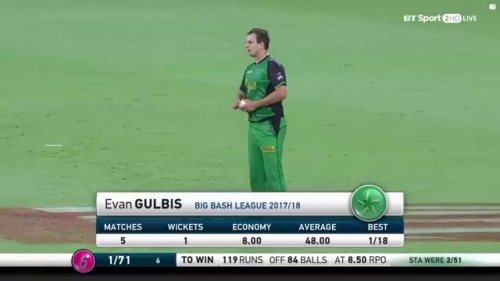 BT Sport 2HD LIVE
Evan GULBIS BIG BASH LEAGUE 2017/18
MATCHES WICKETS ECONOMY AVERAGE BEST
5 1 8.00 48.00 1/18
1/71 6 TO WIN 119 RUNS OFF 84 BALLS AT 8.50 RPO STA WERE 2/51